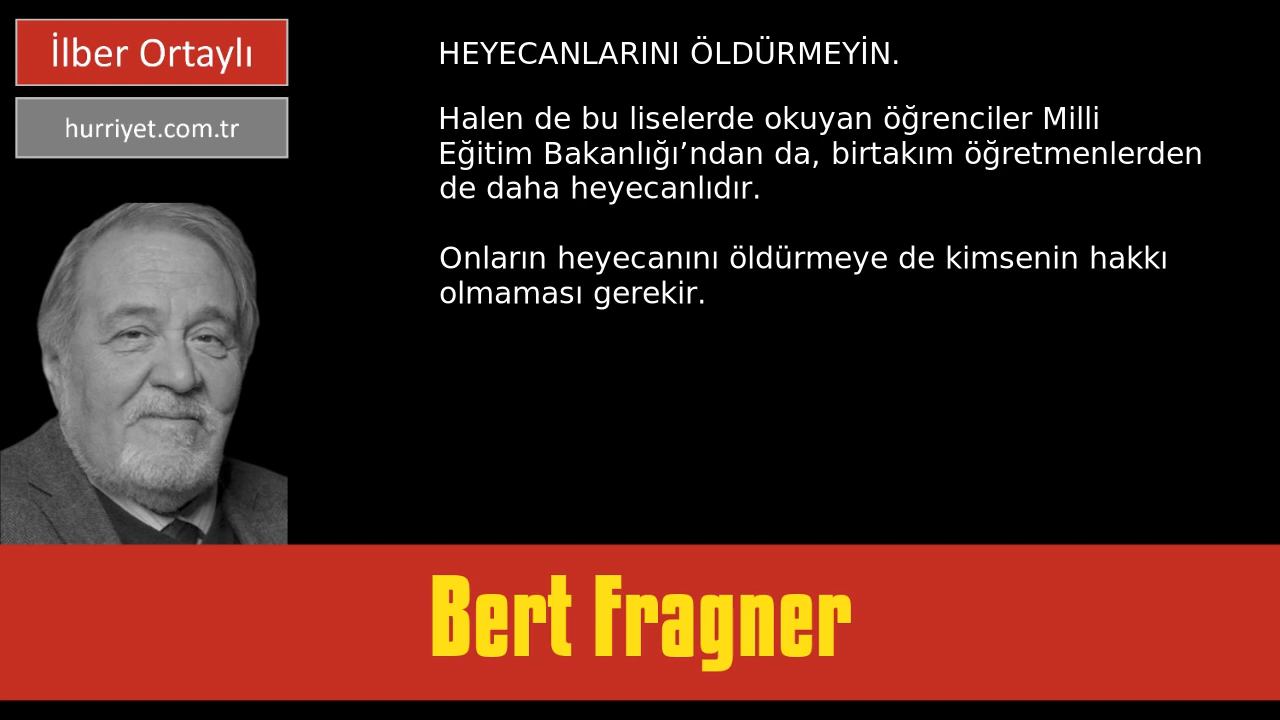 İlber Ortaylı
hurriyet.com.tr
HEYECANLARINI ÖLDÜRMEYİN.
Halen de bu liselerde okuyan öğrenciler Milli
Eğitim Bakanlığı’ndan da, birtakım öğretmenlerden
de daha heyecanlıdır.
Onların heyecanını öldürmeye de kimsenin hakkı
olmaması gerekir.
Bert Fragner